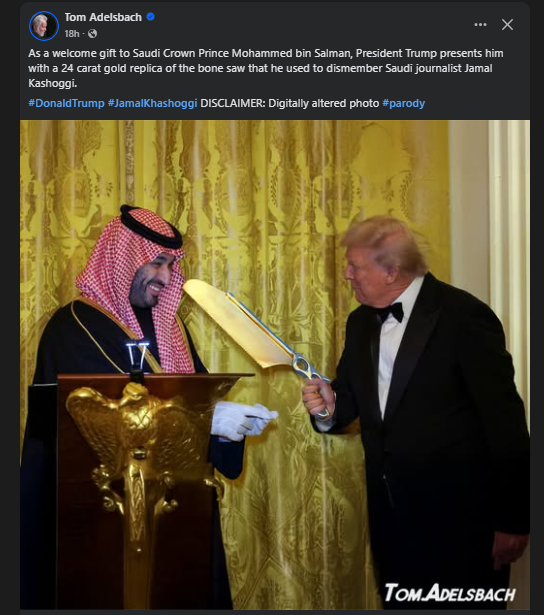 Tom Adelsbach
18h ·
As a welcome gift to Saudi Crown Prince Mohammed bin Salman, President Trump presents him
with a 24 carat gold replica of the bone saw that he used to dismember Saudi journalist Jamal
Kashoggi.
#DonaldTrump #JamalKhashoggi DISCLAIMER: Digitally altered photo #parody
TOM.ADELSBACH